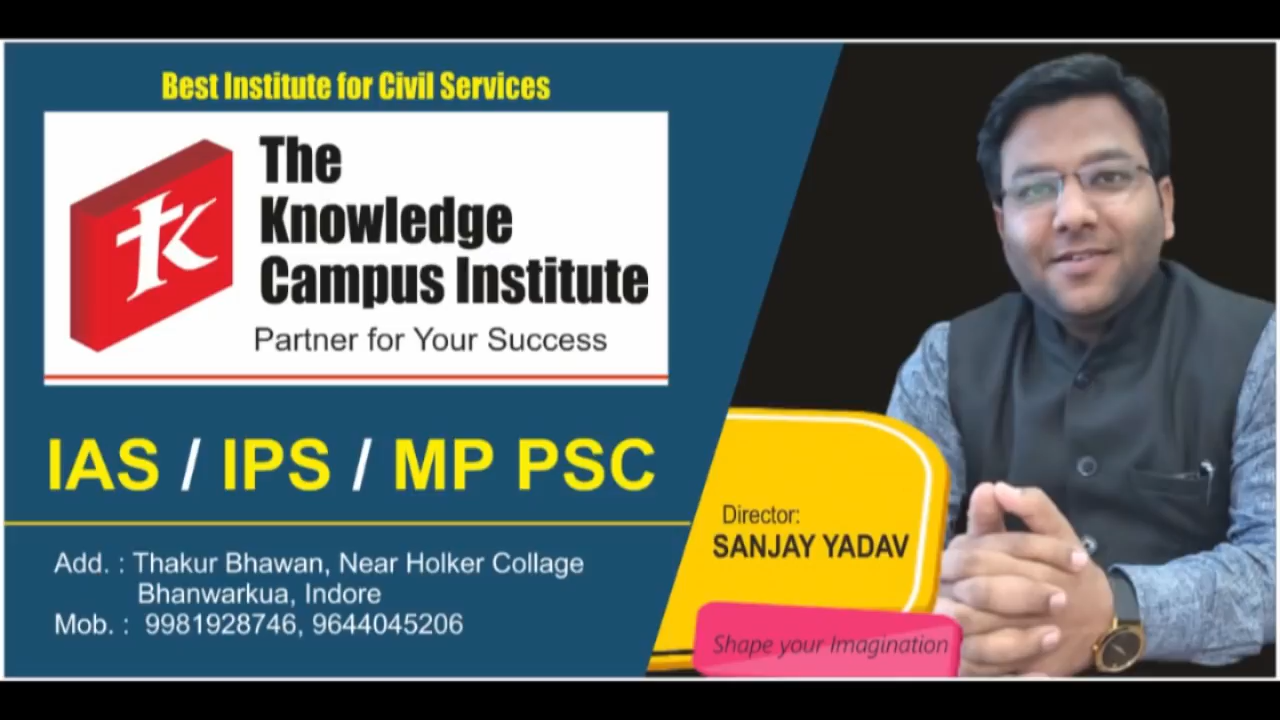 Best Institute for Civil Services
tK
The
Knowledge
Campus Institute
Partner for Your Success
IAS / IPS / MP PSC
Add. : Thakur Bhawan, Near Holker Collage
Bhanwarkua, Indore
Mob. : 9981928746, 9644045206
Director:
SANJAY YADAV
Shape your Imagination